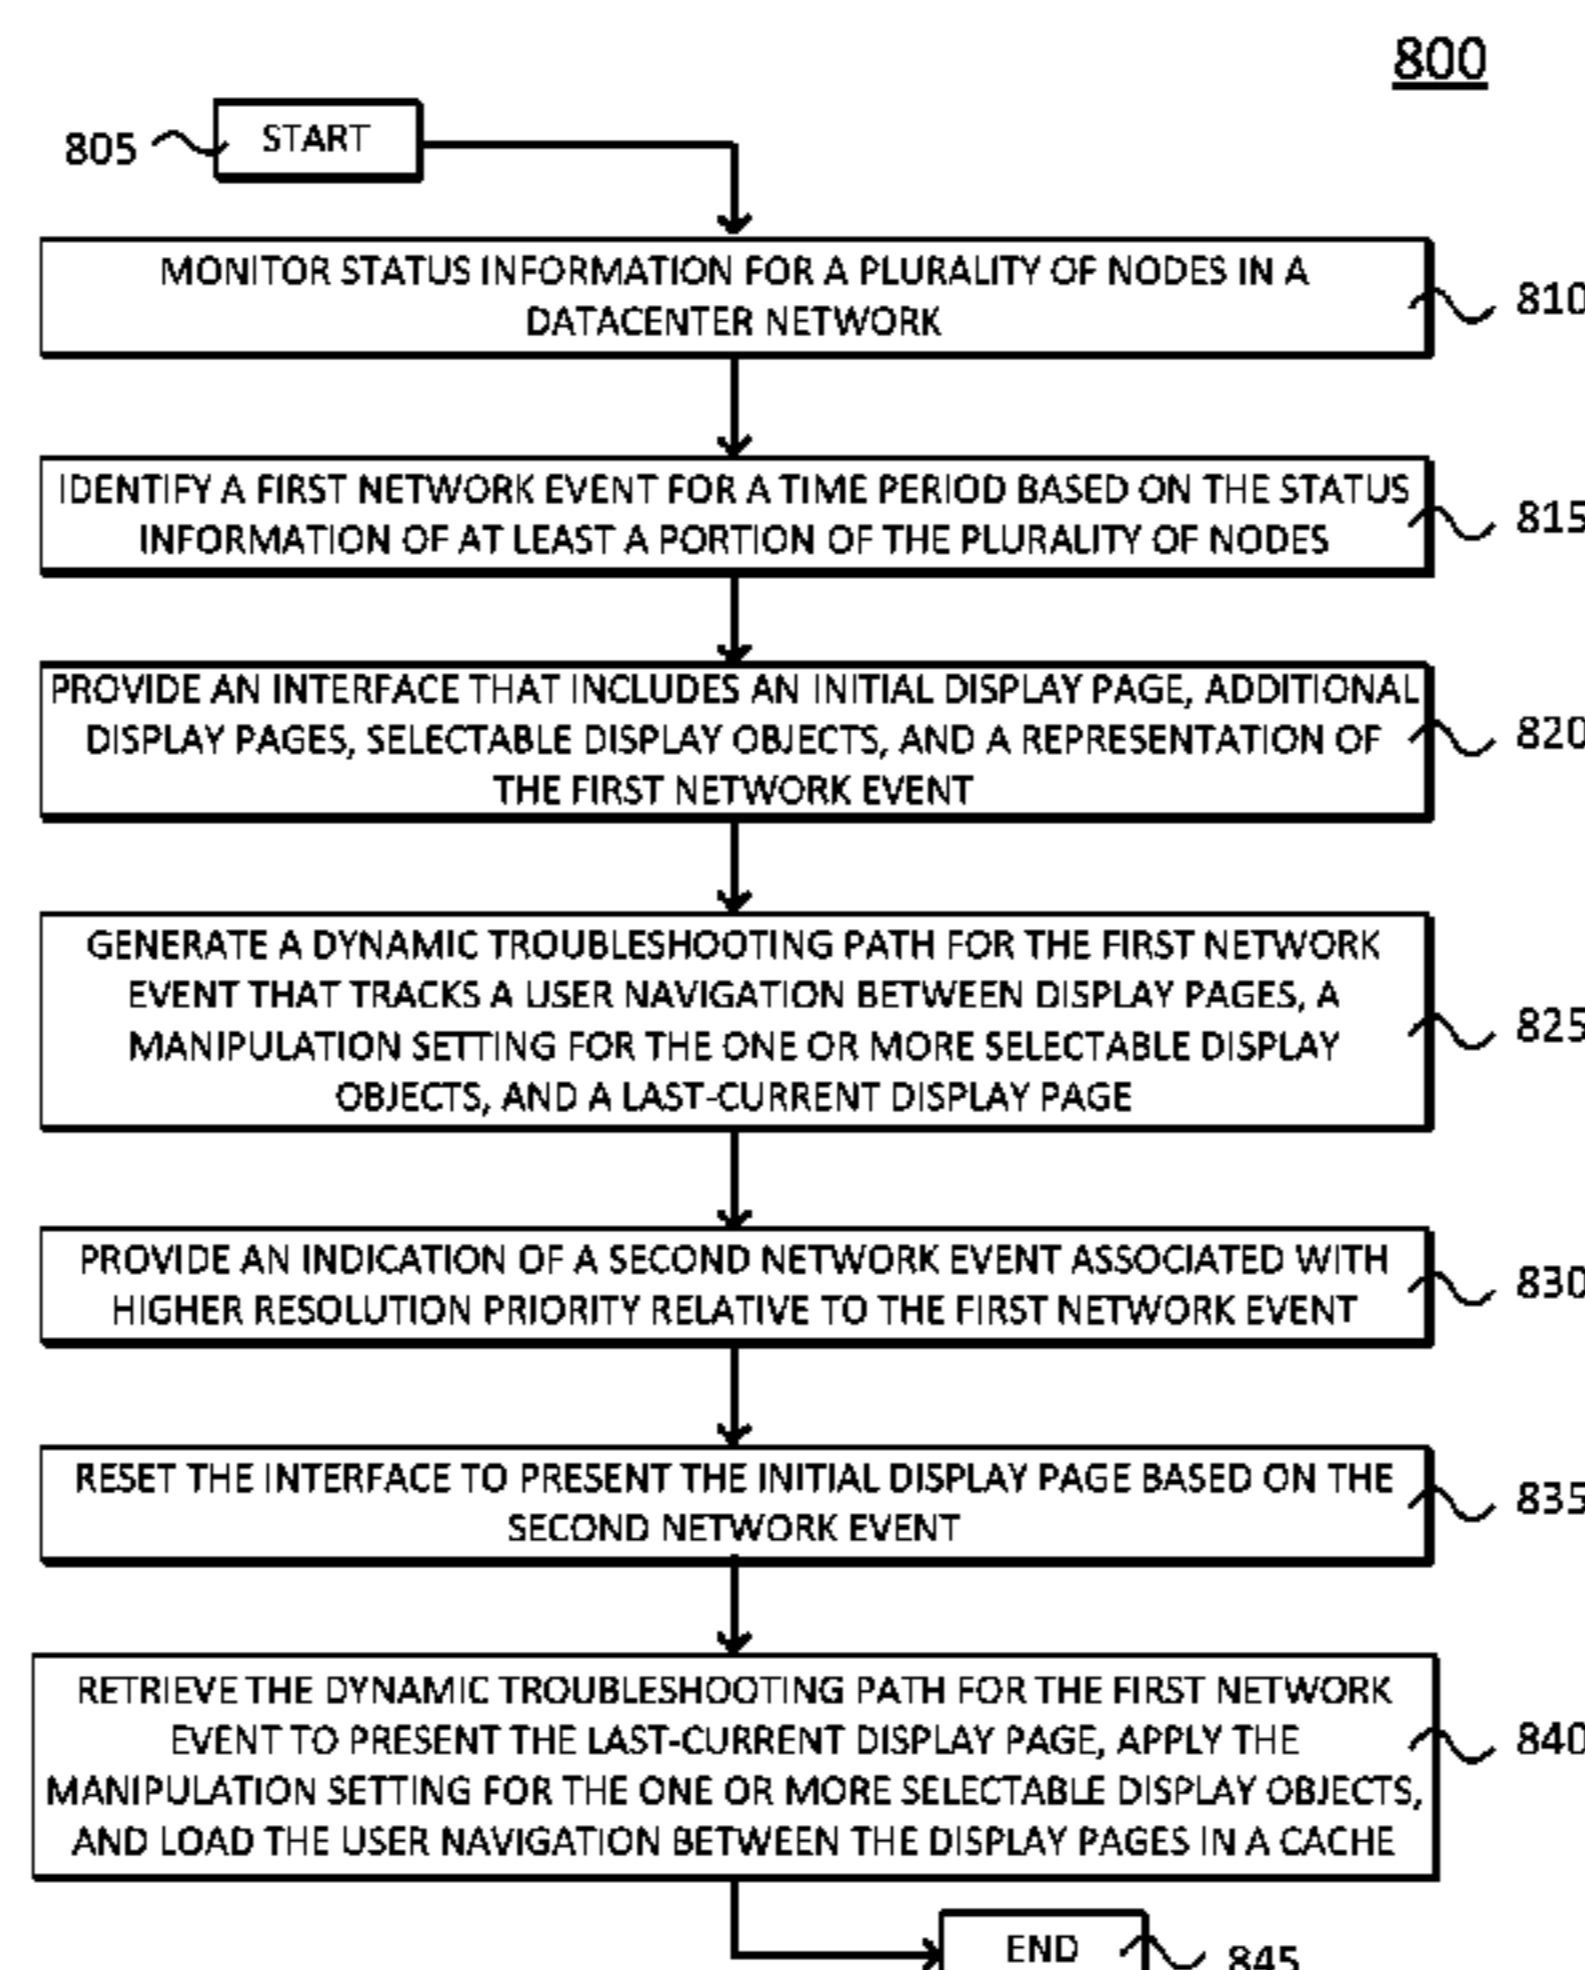 800
805
START
MONITOR STATUS INFORMATION FOR A PLURALITY OF NODES IN A
DATACENTER NETWORK
810
IDENTIFY A FIRST NETWORK EVENT FOR A TIME PERIOD BASED ON THE STATUS
INFORMATION OF AT LEAST A PORTION OF THE PLURALITY OF NODES
815
PROVIDE AN INTERFACE THAT INCLUDES AN INITIAL DISPLAY PAGE, ADDITIONAL
DISPLAY PAGES, SELECTABLE DISPLAY OBJECTS, AND A REPRESENTATION OF
THE FIRST NETWORK EVENT
820
GENERATE A DYNAMIC TROUBLESHOOTING PATH FOR THE FIRST NETWORK
EVENT THAT TRACKS A USER NAVIGATION BETWEEN DISPLAY PAGES, A
MANIPULATION SETTING FOR THE ONE OR MORE SELECTABLE DISPLAY
OBJECTS, AND A LAST-CURRENT DISPLAY PAGE
825
PROVIDE AN INDICATION OF A SECOND NETWORK EVENT ASSOCIATED WITH
HIGHER RESOLUTION PRIORITY RELATIVE TO THE FIRST NETWORK EVENT
830
RESET THE INTERFACE TO PRESENT THE INITIAL DISPLAY PAGE BASED ON THE
SECOND NETWORK EVENT
835
RETRIEVE THE DYNAMIC TROUBLESHOOTING PATH FOR THE FIRST NETWORK
EVENT TO PRESENT THE LAST-CURRENT DISPLAY PAGE, APPLY THE
MANIPULATION SETTING FOR THE ONE OR MORE SELECTABLE DISPLAY OBJECTS,
AND LOAD THE USER NAVIGATION BETWEEN THE DISPLAY PAGES IN A CACHE
840
END
845